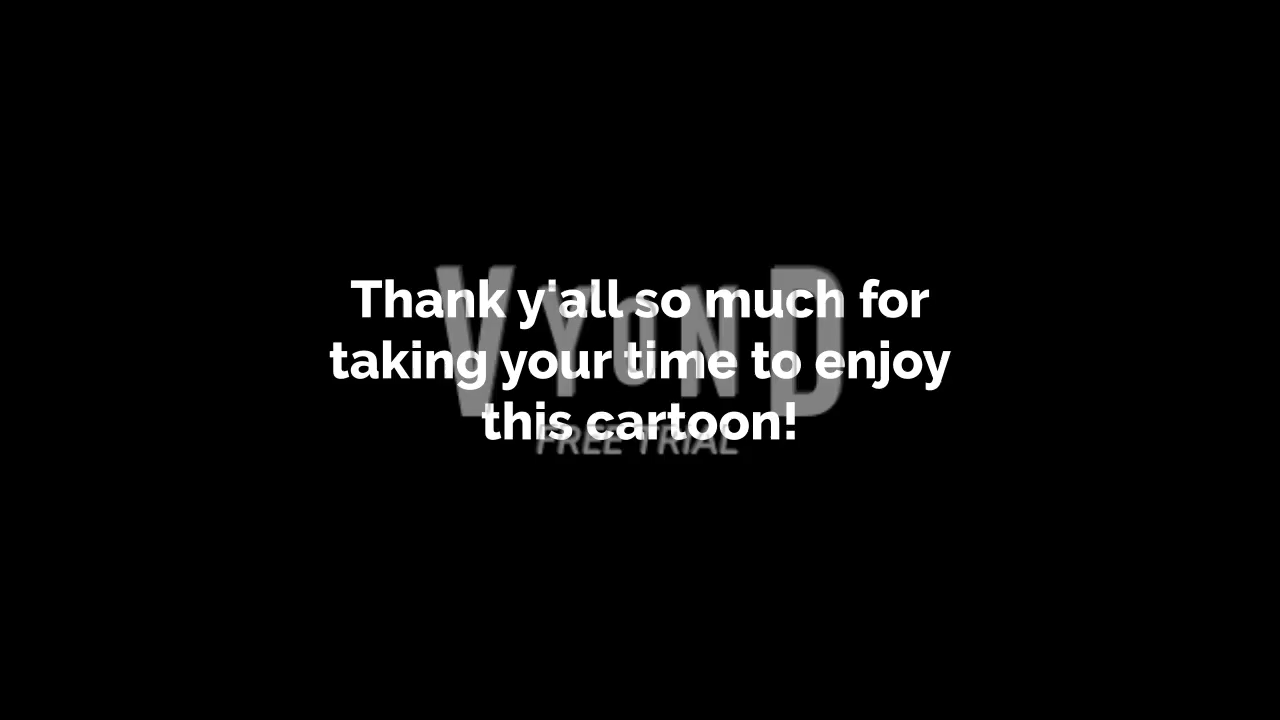 Thank y'all so much for
taking your time to enjoy
this cartoon!
VYOND
FREE TRIAL